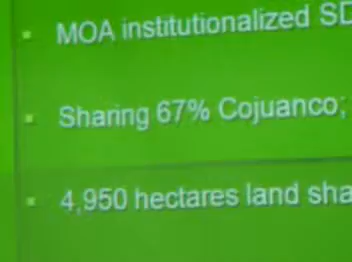 MOA institutionalized SD
Sharing 67% Cojuanco;
4,950 hectares land sha